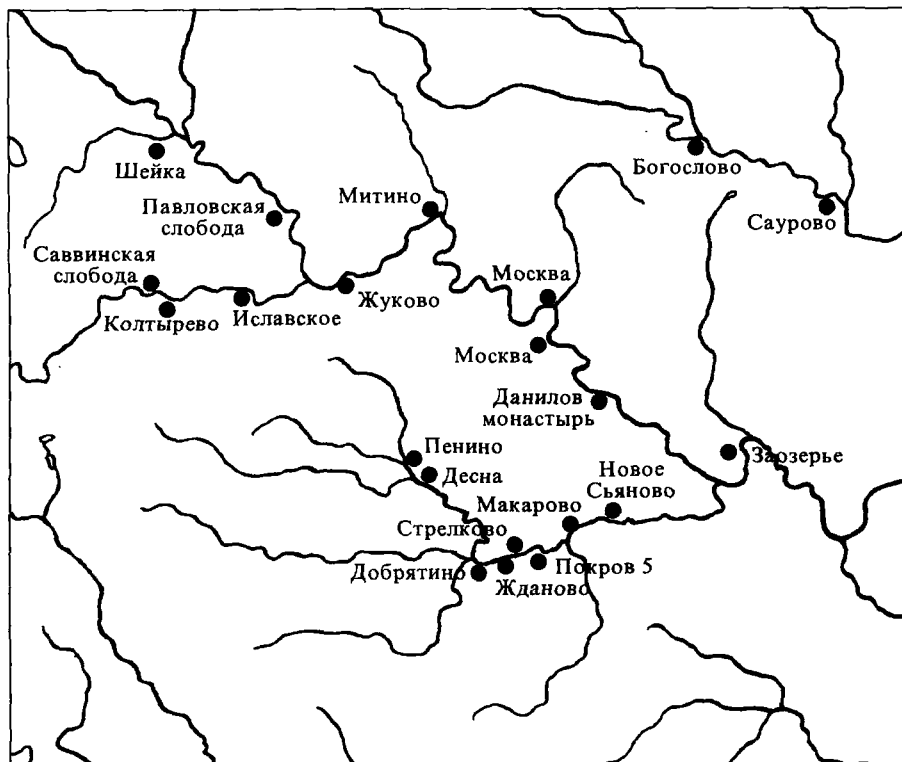 Шейка
Богослово
Митино
Павловская
слобода
Саурово
Саввинская
слобода
Москва
Колтырево
Иславское
Жуково
Москва
Данилов
монастырь
Пенино
Заозерье
Десна
Новое
Сьяново
Макарово
Стрелково
Добрятино
Покров 5
Жданово